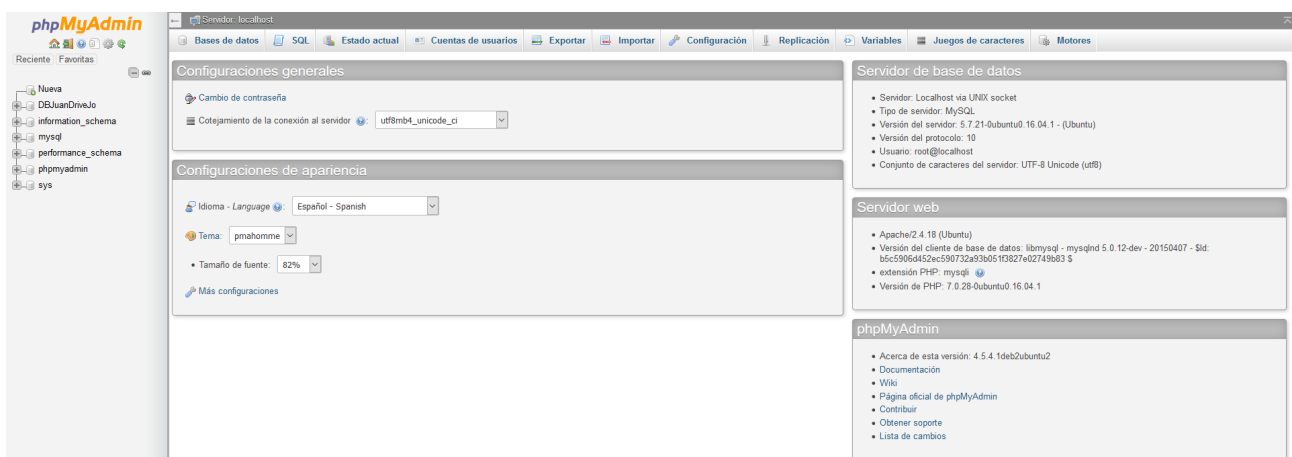 phpMyAdmin
Reciente Favoritas
Nueva
DBJuanDriveJo
information_schema
mysql
performance_schema
phpmyadmin
sys
Servidor: localhost
Bases de datos SQL Estado actual Cuentas de usuarios Exportar Importar Configuración Replicación Variables Juegos de caracteres Motores
Configuraciones generales
Cambio de contraseña
Cotejamiento de la conexión al servidor : utf8mb4_unicode_ci
Configuraciones de apariencia
Idioma - Language : Español - Spanish
Tema: pmahomme
• Tamaño de fuente: 82%
Más configuraciones
Servidor de base de datos
• Servidor: Localhost via UNIX socket
• Tipo de servidor: MySQL
• Versión del servidor: 5.7.21-0ubuntu0.16.04.1 - (Ubuntu)
• Versión del protocolo: 10
• Usuario: root@localhost
• Conjunto de caracteres del servidor: UTF-8 Unicode (utf8)
Servidor web
• Apache/2.4.18 (Ubuntu)
• Versión del cliente de base de datos: libmysql - mysqlnd 5.0.12-dev - 20150407 - $Id:
b5c5906d452ec590732a93b051f3827e02749b83 $
• extensión PHP: mysqli
• Versión de PHP: 7.0.28-0ubuntu0.16.04.1
phpMyAdmin
• Acerca de esta versión: 4.5.4.1deb2ubuntu2
• Documentación
• Wiki
• Página oficial de phpMyAdmin
• Contribuir
• Obtener soporte
• Lista de cambios